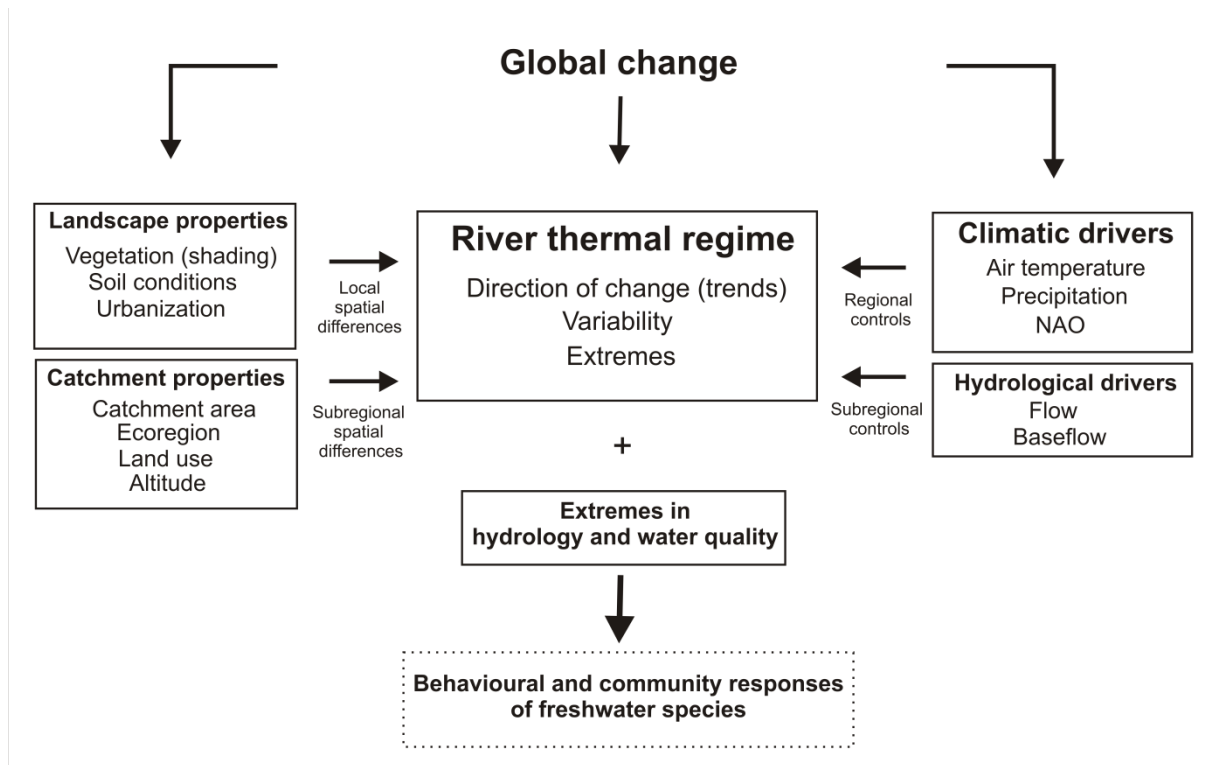 Global change
Landscape properties
Vegetation (shading)
Soil conditions
Urbanization
Local
spatial
differences
Catchment properties
Catchment area
Ecoregion
Land use
Altitude
Subregional
spatial
differences
River thermal regime
Direction of change (trends)
Variability
Extremes
Regional
controls
Climatic drivers
Air temperature
Precipitation
NAO
Subregional
controls
Hydrological drivers
Flow
Baseflow
+
Extremes in
hydrology and water quality
Behavioural and community responses
of freshwater species